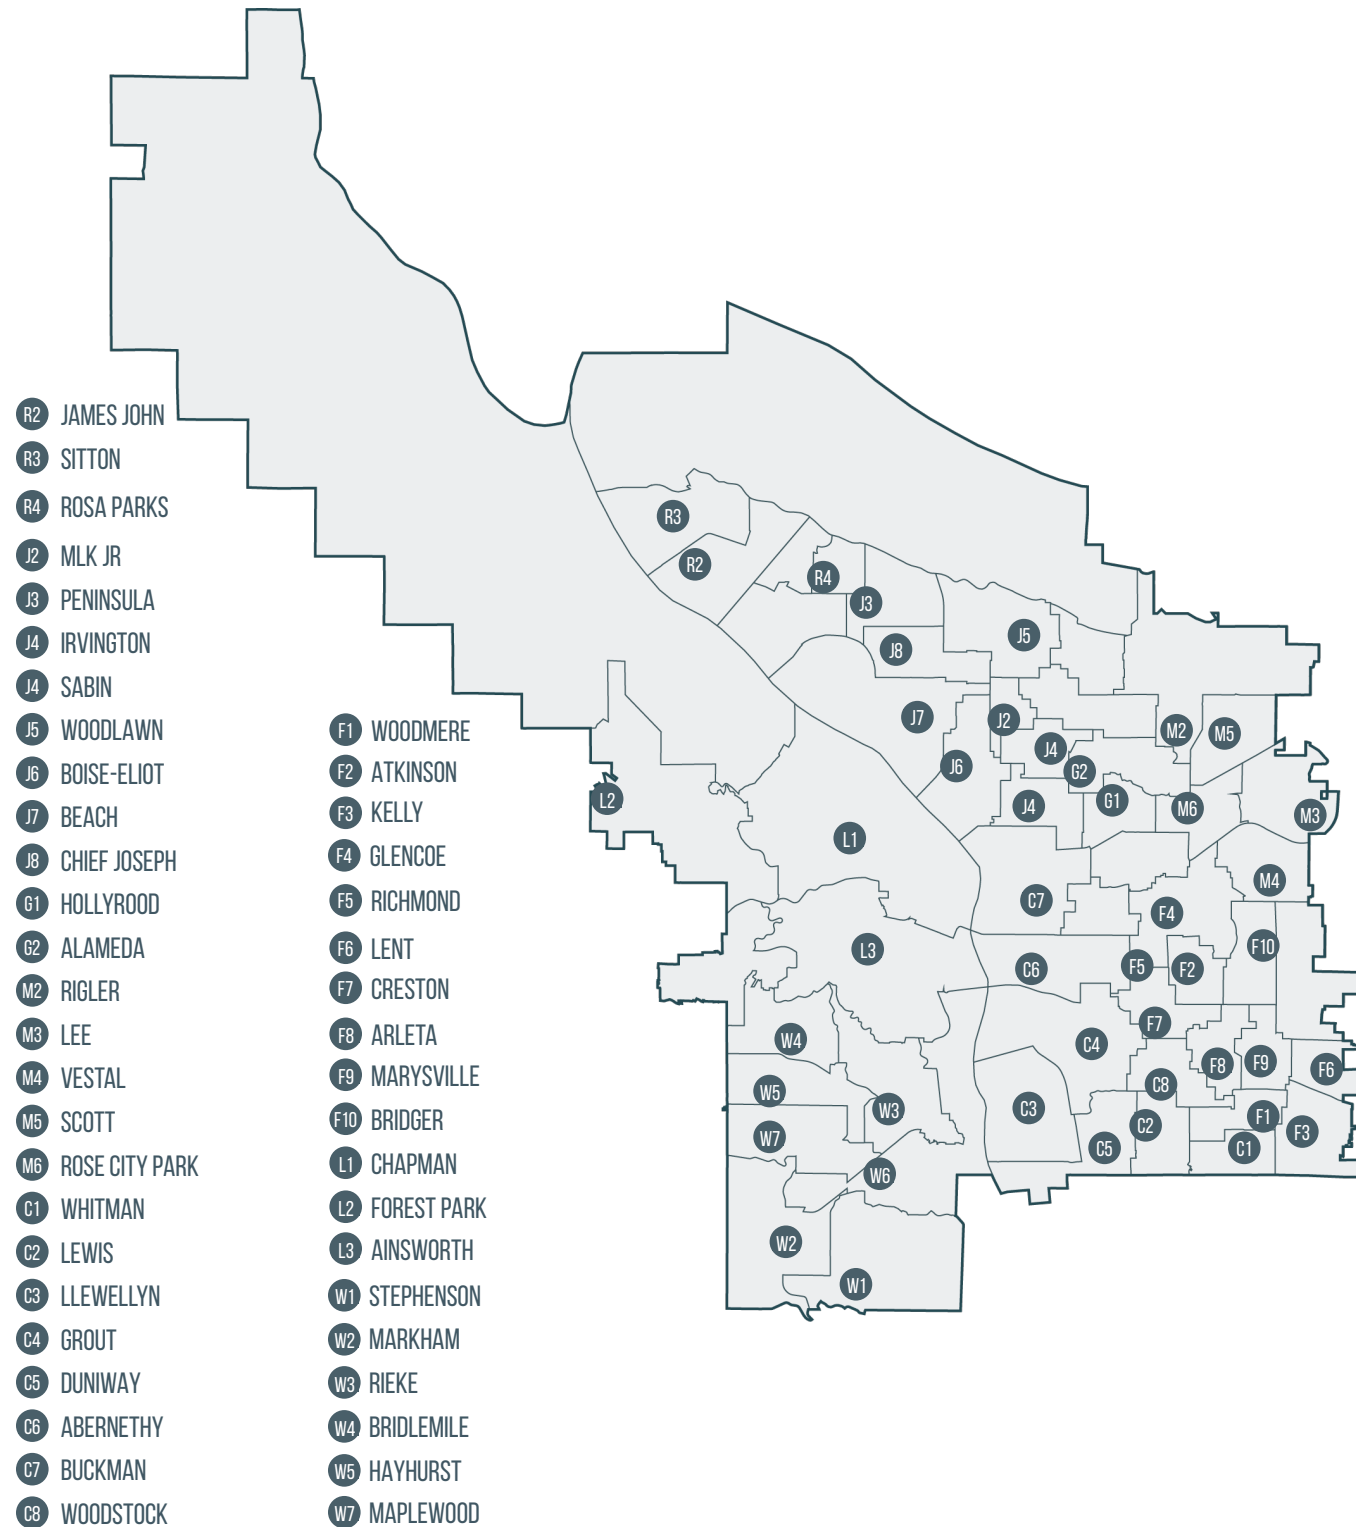 R2 JAMES JOHN
R3 SITTON
R4 ROSA PARKS
J2 MLK JR
J3 PENINSULA
J4 IRVINGTON
J4 SABIN
J5 WOODLAWN
J6 BOISE-ELIOT
J7 BEACH
J8 CHIEF JOSEPH
G1 HOLLYROOD
G2 ALAMEDA
M2 RIGLER
M3 LEE
M4 VESTAL
M5 SCOTT
M6 ROSE CITY PARK
C1 WHITMAN
C2 LEWIS
C3 LLEWELLYN
C4 GROUT
C5 DUNIWAY
C6 ABERNETHY
C7 BUCKMAN
C8 WOODSTOCK
F1 WOODMERE
F2 ATKINSON
F3 KELLY
F4 GLENCOE
F5 RICHMOND
F6 LENT
F7 CRESTON
F8 ARLETA
F9 MARYSVILLE
F10 BRIDGER
L1 CHAPMAN
L2 FOREST PARK
L3 AINSWORTH
W1 STEPHENSON
W2 MARKHAM
W3 RIEKE
W4 BRIDLEMILE
W5 HAYHURST
W7 MAPLEWOOD
R3
R2
R4
J3
J5
J8
J7
J2
M2
M5
J4
J6
G2
L2
G1
J4
M6
M3
L1
M4
C7
F4
F10
L3
F5
C6
F2
F7
W4
C4
F9
F8
F6
C8
W5
C3
W3
F1
C2
F3
W7
C5
C1
W6
W2
W1